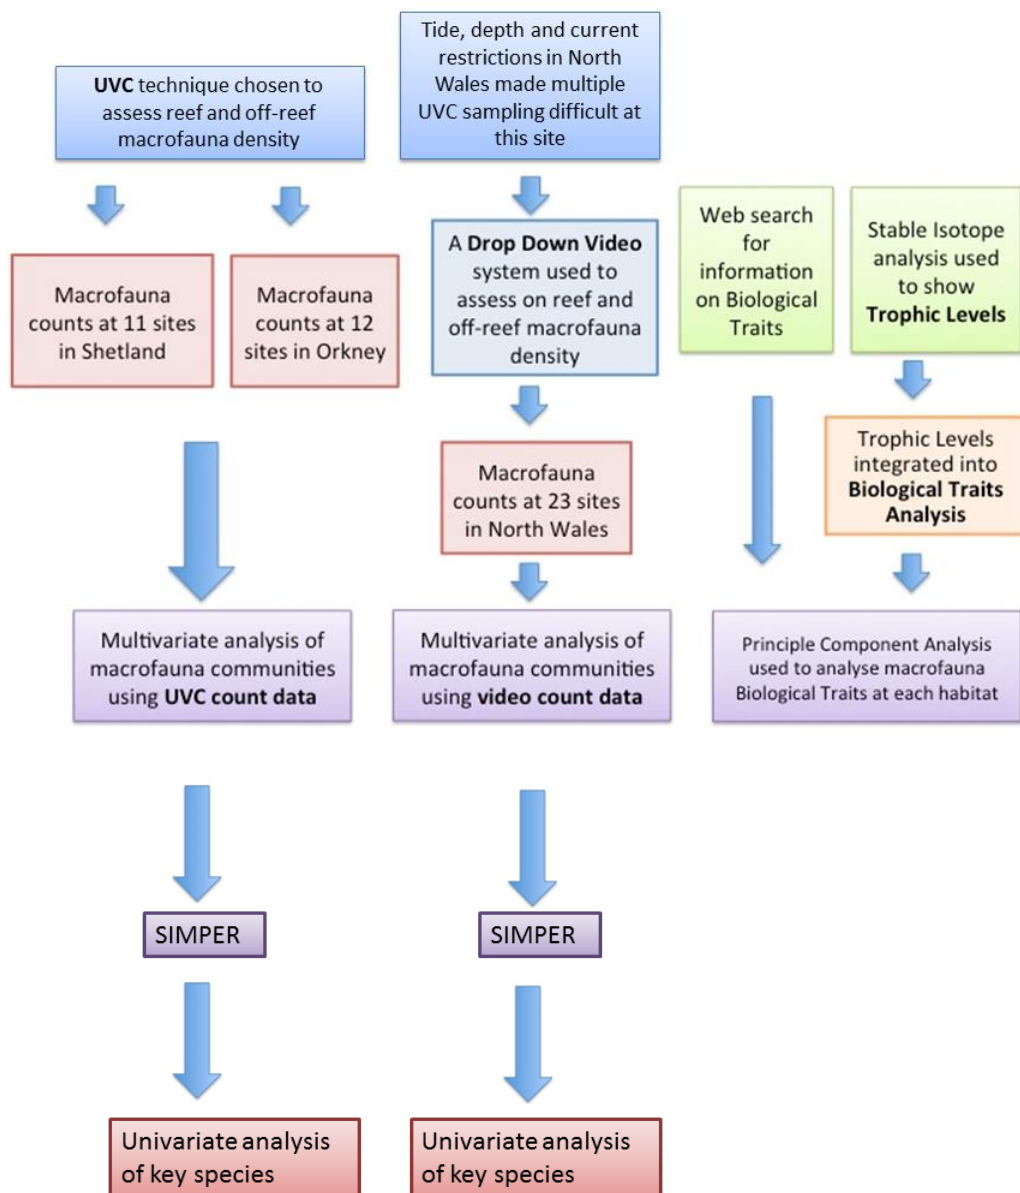 UVC technique chosen to
assess reef and off-reef
macrofauna density
Tide, depth and current
restrictions in North
Wales made multiple
UVC sampling difficult at
this site
Macrofauna
counts at 11 sites
in Shetland
Macrofauna
counts at 12
sites in Orkney
A Drop Down Video
system used to
assess on reef and
off-reef macrofauna
density
Web search
for
information
on Biological
Traits
Stable Isotope
analysis used
to show
Trophic Levels
Macrofauna
counts at 23 sites
in North Wales
Trophic Levels
integrated into
Biological Traits
Analysis
Multivariate analysis of
macrofauna communities
using UVC count data
Multivariate analysis of
macrofauna communities
using video count data
Principle Component Analysis
used to analyse macrofauna
Biological Traits at each habitat
SIMPER
SIMPER
Univariate analysis
of key species
Univariate analysis
of key species